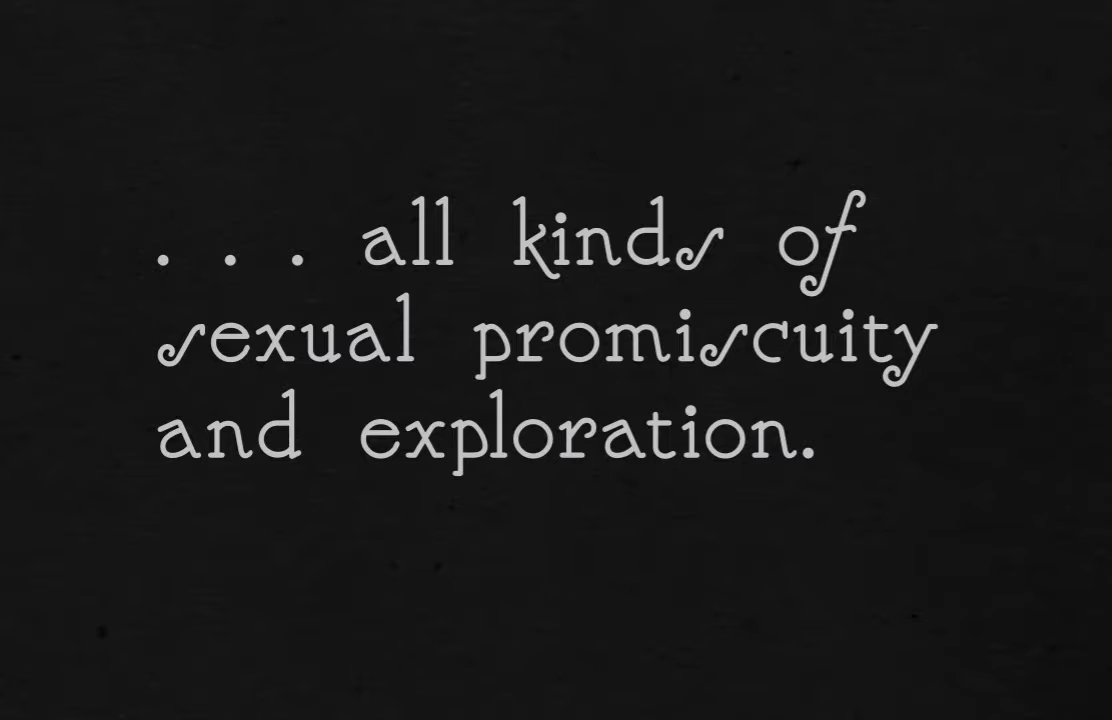 . . . all kinds of
sexual promiscuity
and exploration.